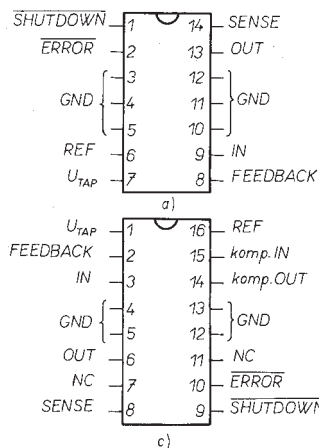 SHUTDOWN 1 14 SENSE
ERROR 2 13 OUT
3 12
GND 4 11 GND
5 10
REF 6 9 IN
U_TAP 7 8 FEEDBACK
a)
U_TAP 1 16 REF
FEEDBACK 2 15 komp.IN
IN 3 14 komp.OUT
GND 4 13 GND
5 12
OUT 6 11 NC
NC 7 10 ERROR
SENSE 8 9 SHUTDOWN
c)